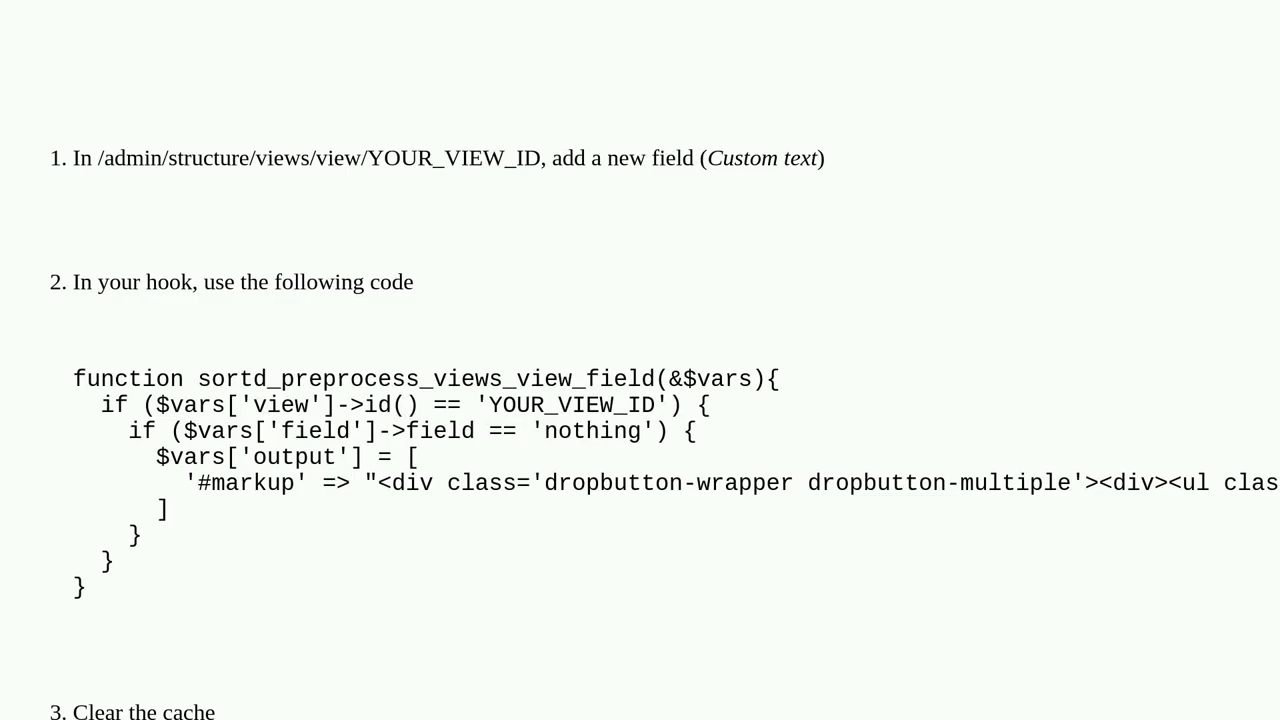 1. In /admin/structure/views/view/YOUR_VIEW_ID, add a new field (Custom text)
2. In your hook, use the following code
function sortd_preprocess_views_view_field(&$vars){
  if ($vars['view']->id() == 'YOUR_VIEW_ID') {
    if ($vars['field']->field == 'nothing') {
      $vars['output'] = [
        '#markup' => "<div class='dropbutton-wrapper dropbutton-multiple'><div><ul clas
      ]
    }
  }
}
3. Clear the cache